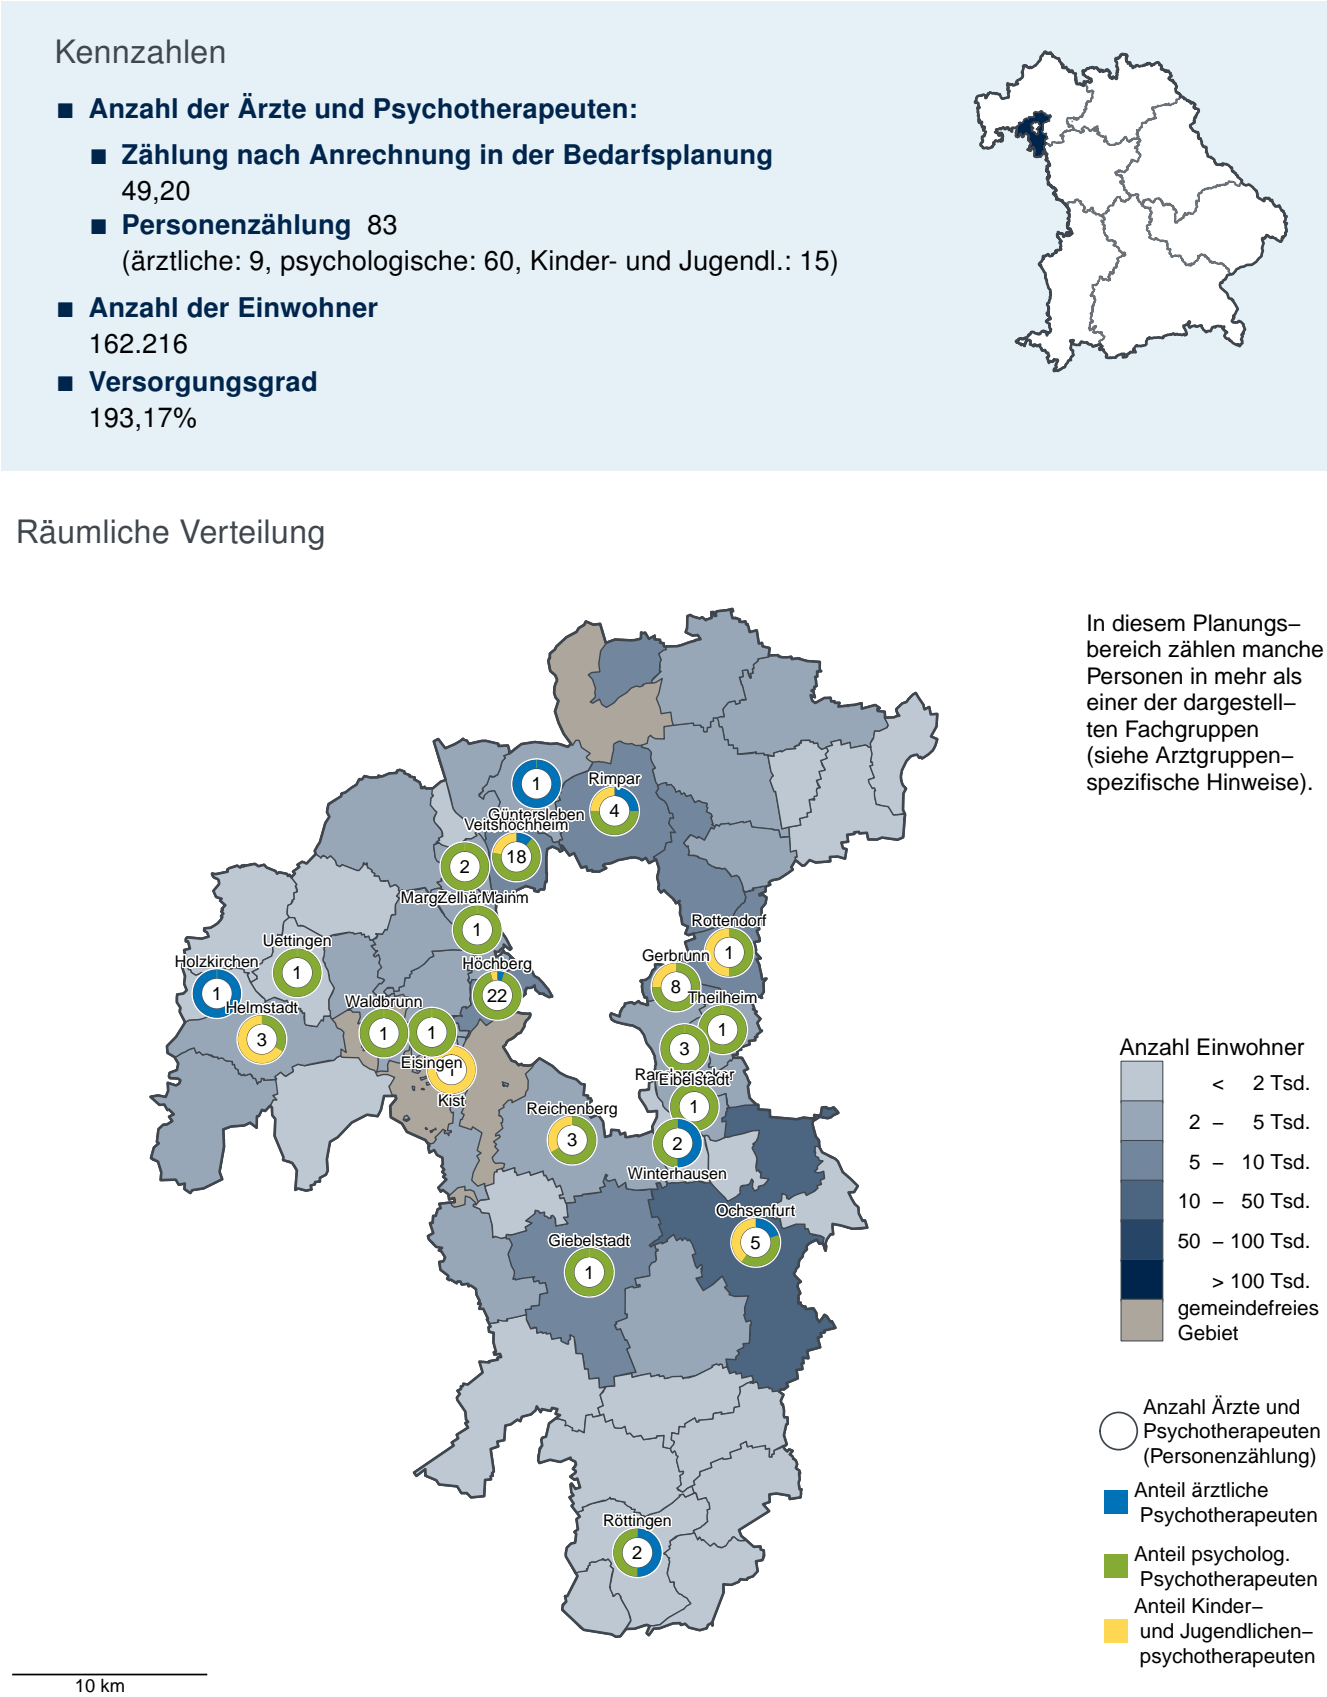 Kennzahlen
Anzahl der Ärzte und Psychotherapeuten:
Zählung nach Anrechnung in der Bedarfsplanung
49,20
Personenzählung 83
(ärztliche: 9, psychologische: 60, Kinder- und Jugendl.: 15)
Anzahl der Einwohner
162.216
Versorgungsgrad
193,17%
Räumliche Verteilung
In diesem Planungs–
bereich zählen manche
Personen in mehr als
einer der dargestell–
ten Fachgruppen
(siehe Arztgruppen–
spezifische Hinweise).
1
Güntersleben
Rimpar
4
Veitshöchheim
18
2
1
Rottendorf
1
Uettingen
1
Holzkirchen
1
Höchberg
22
Gerbrunn
8
Helmstadt
3
Waldbrunn
1
1
Eisingen
Theilheim
1
3
Kist
Eibelstadt
1
Reichenberg
3
2
Winterhausen
Ochsenfurt
5
Giebelstadt
1
Röttingen
2
Anzahl Einwohner
< 2 Tsd.
2 – 5 Tsd.
5 – 10 Tsd.
10 – 50 Tsd.
50 – 100 Tsd.
> 100 Tsd.
gemeindefreies
Gebiet
Anzahl Ärzte und
Psychotherapeuten
(Personenzählung)
Anteil ärztliche
Psychotherapeuten
Anteil psycholog.
Psychotherapeuten
Anteil Kinder–
und Jugendlichen–
psychotherapeuten
10 km